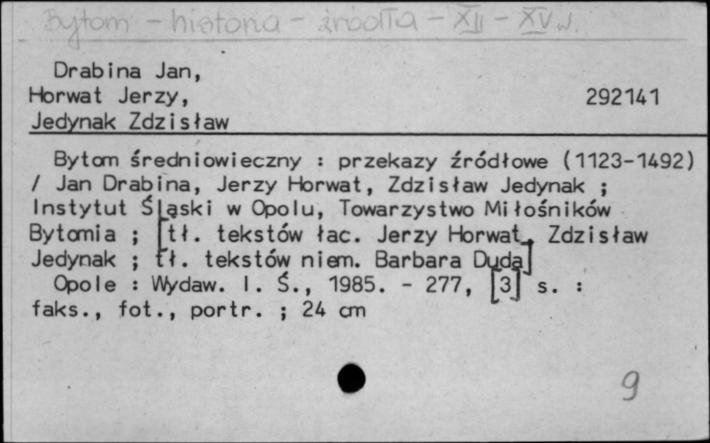 Bytom - historia - źródła - XII - XV w.
Drabina Jan,
Horwat Jerzy, 292141
Jedynak Zdzisław
Bytom średniowieczny : przekazy źródłowe (1123-1492)
/ Jan Drabina, Jerzy Horwat, Zdzisław Jedynak ;
Instytut Śląski w Opolu, Towarzystwo Miłośników
Bytomia ; [tł. tekstów łac. Jerzy Horwat, Zdzisław
Jedynak ; tł. tekstów niem. Barbara Duda]
Opole : Wydaw. I. Ś., 1985. - 277, [3] s. :
faks., fot., portr. ; 24 cm
9